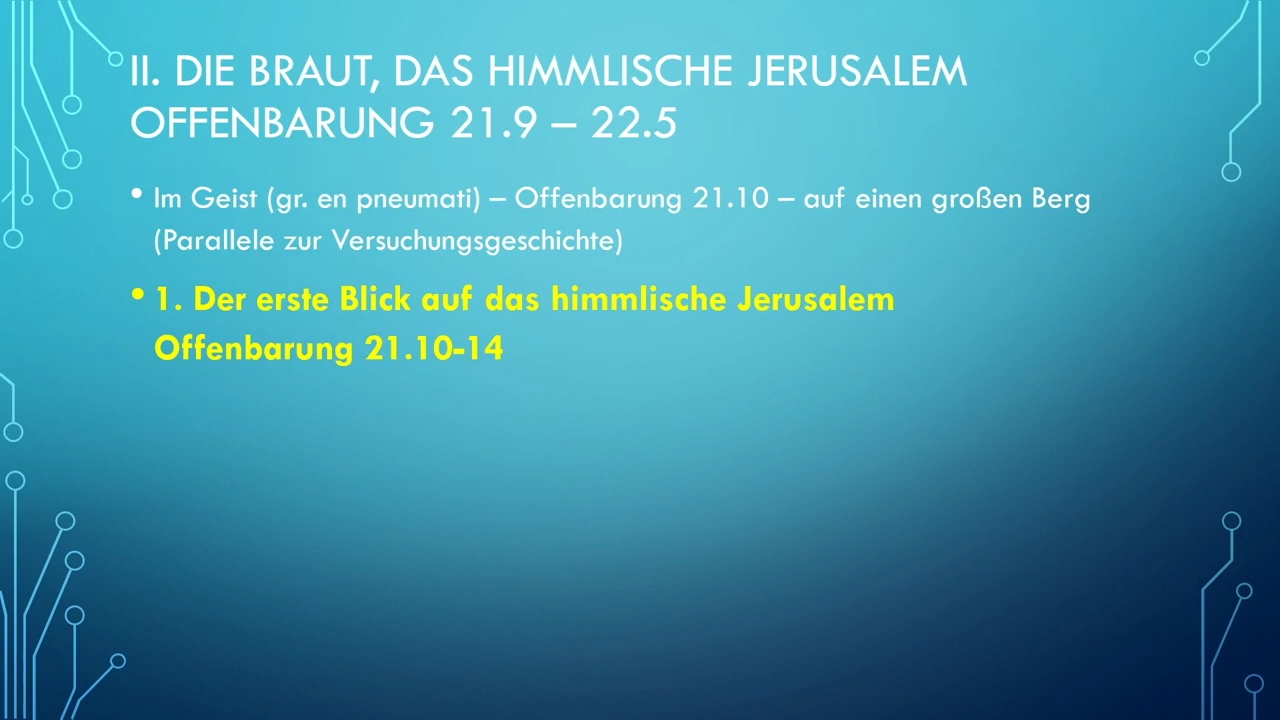 II. DIE BRAUT, DAS HIMMLISCHE JERUSALEM
OFFENBARUNG 21.9 – 22.5
• Im Geist (gr. en pneumati) – Offenbarung 21.10 – auf einen großen Berg
(Parallele zur Versuchungsgeschichte)
• 1. Der erste Blick auf das himmlische Jerusalem
Offenbarung 21.10-14